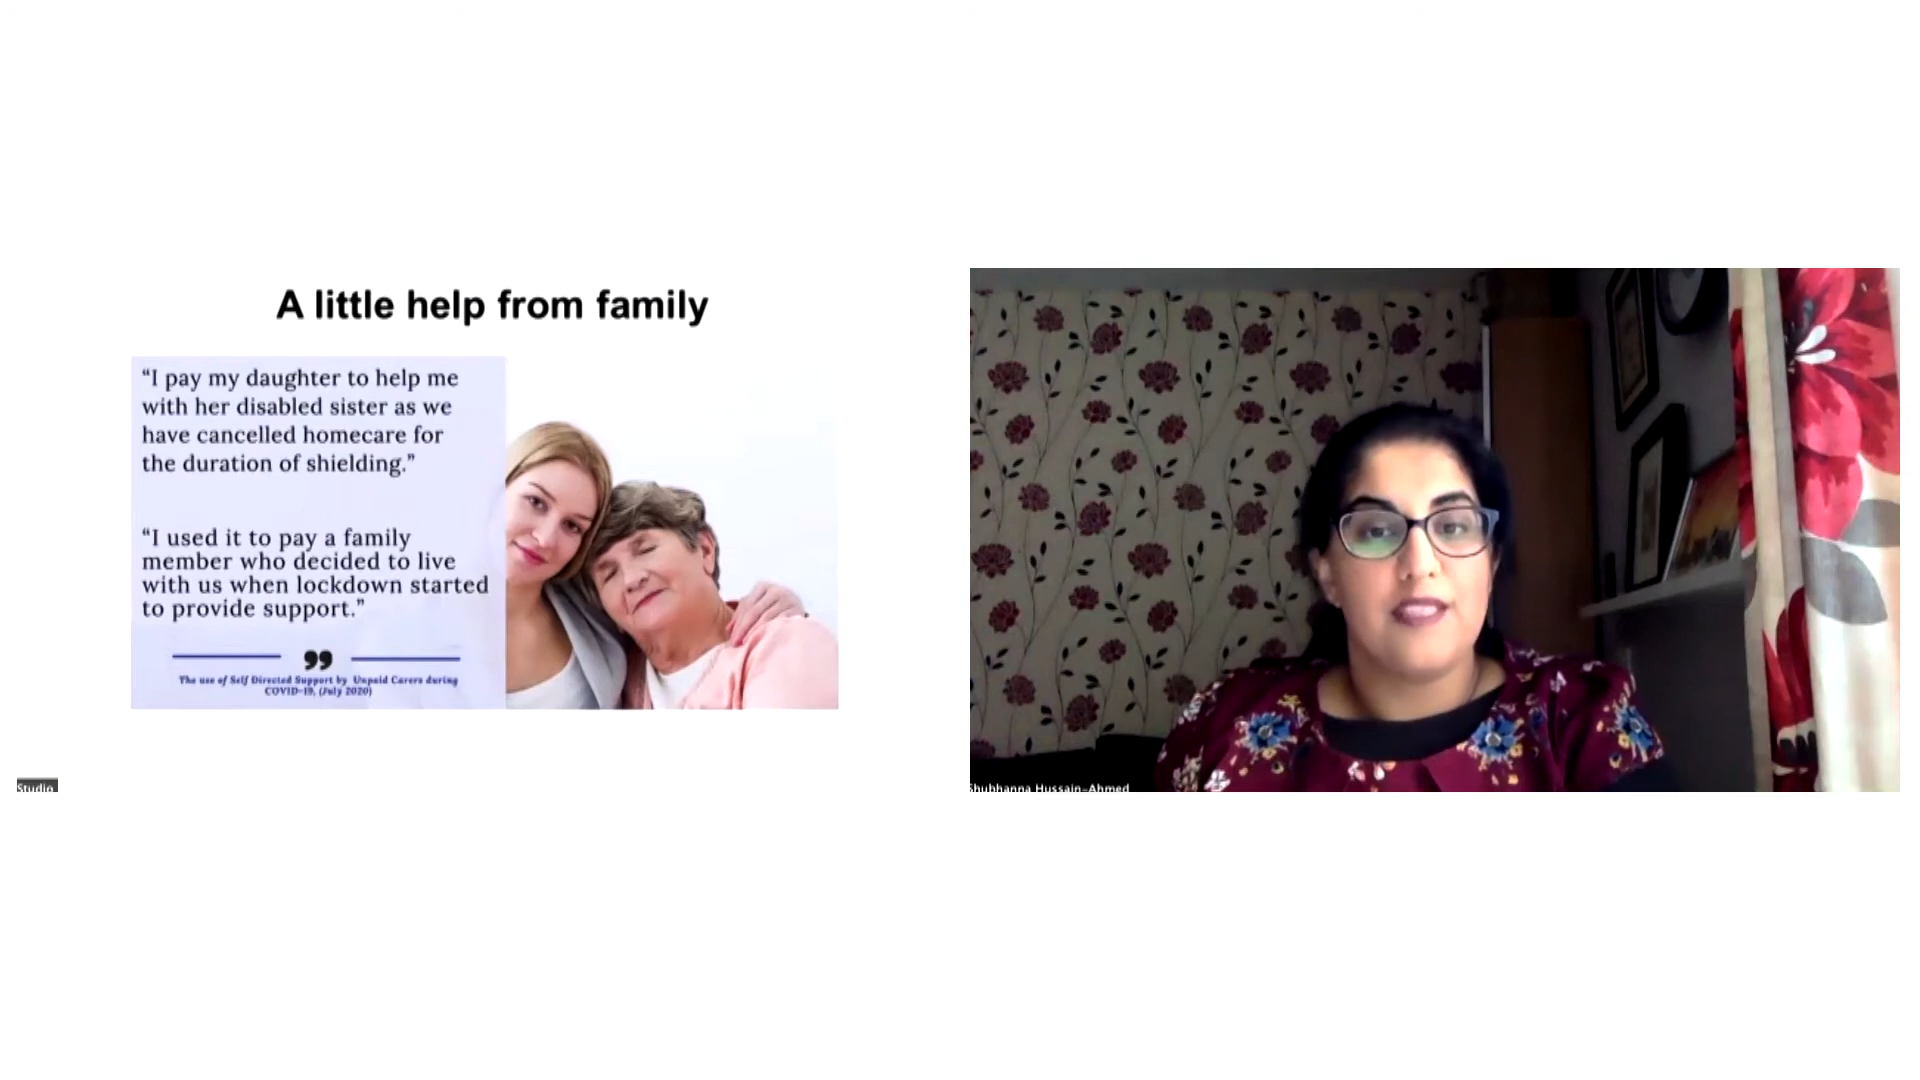 A little help from family
“I pay my daughter to help me
with her disabled sister as we
have cancelled homecare for
the duration of shielding.”
“I used it to pay a family
member who decided to live
with us when lockdown started
to provide support.”
The use of Self Directed Support by Unpaid Carers during
COVID-19, (July 2020)
Studio
Shubhanna Hussain-Ahmed